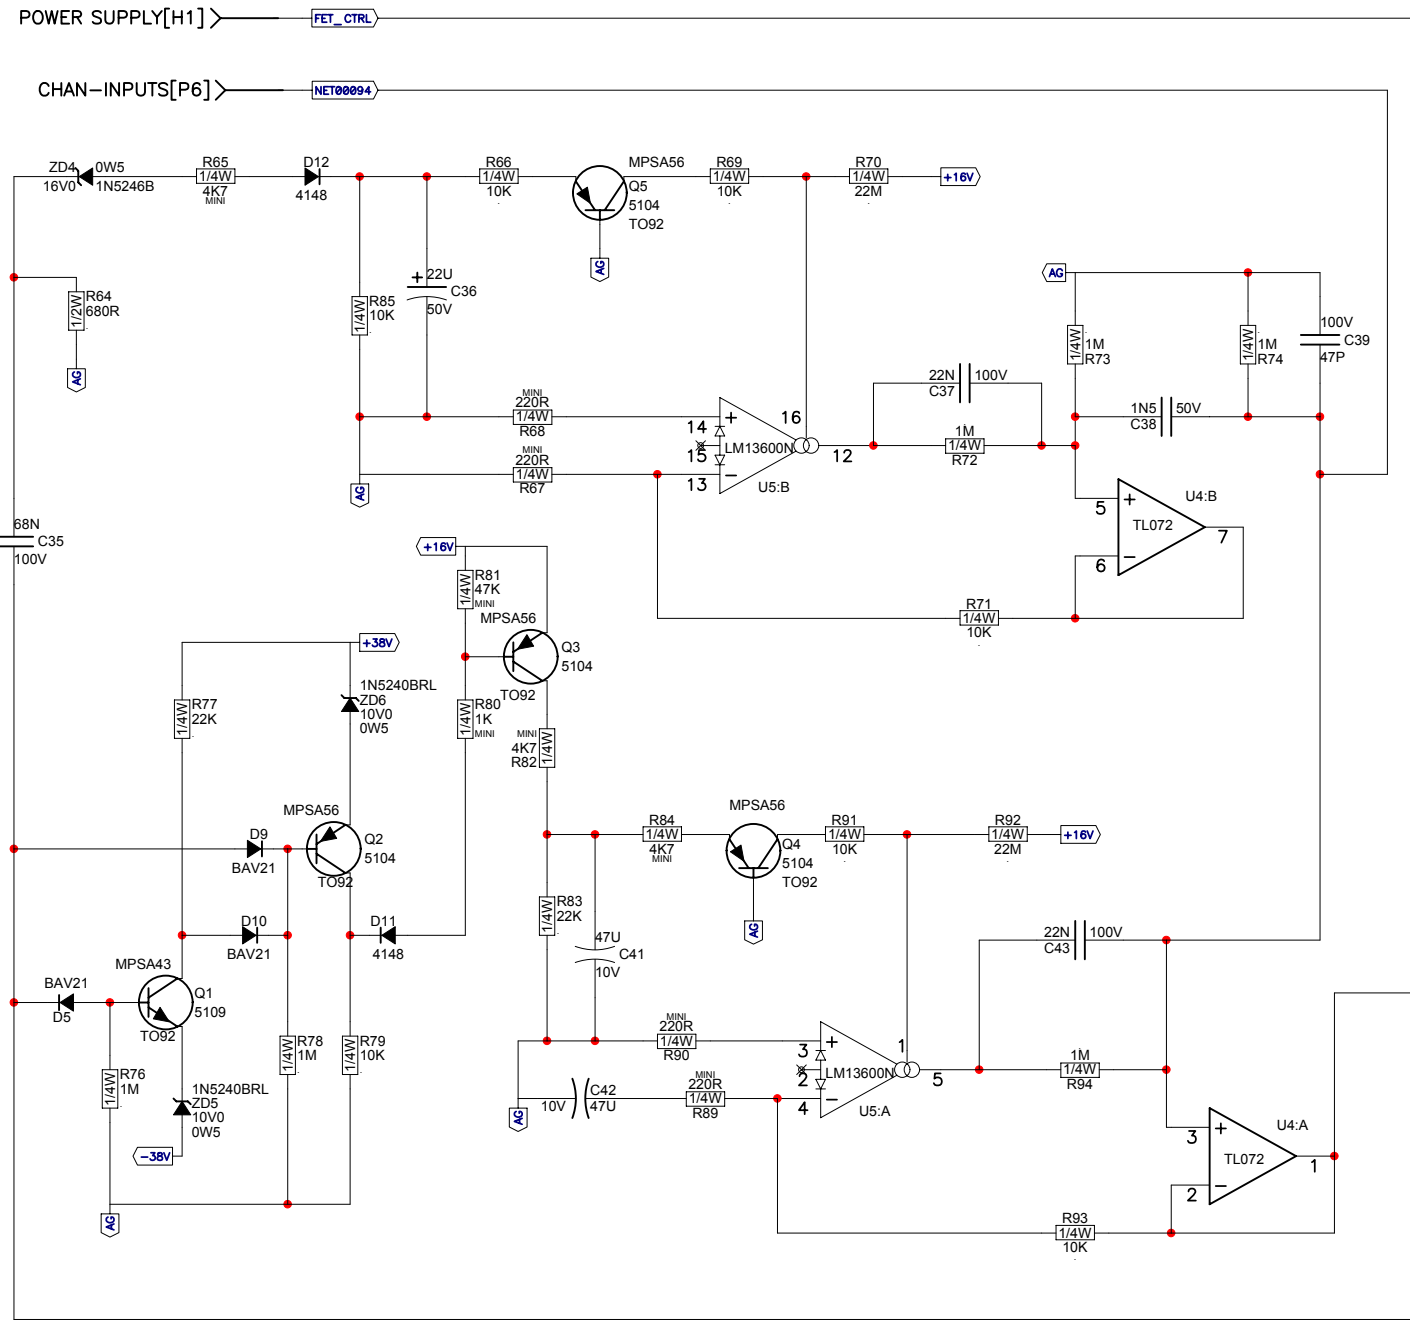 POWER SUPPLY[H1]
FET_CTRL
CHAN-INPUTS[P6]
NET00094
ZD4
16V0
0W5
1N5246B
R65
1/4W
4K7
MINI
D12
4148
R66
1/4W
10K
MPSA56
Q5
5104
TO92
AG
R69
1/4W
10K
R70
1/4W
22M
+16V
R64
680R
1/2W
AG
R85
10K
1/4W
+
22U
C36
50V
AG
1/4W
1M
R73
1/4W
1M
R74
100V
C39
47P
22N
C37
100V
1N5
C38
50V
MINI
220R
1/4W
R68
MINI
220R
1/4W
R67
AG
14
15
13
+
-
LM13600N
16
12
U5:B
1M
1/4W
R72
5
6
+
-
TL072
U4:B
7
R71
1/4W
10K
68N
C35
100V
+16V
R81
47K
MINI
1/4W
MPSA56
Q3
5104
TO92
+38V
R77
22K
1/4W
1N5240BRL
ZD6
10V0
0W5
R80
1K
MINI
1/4W
MINI
4K7
R82
1/4W
MPSA56
Q2
5104
TO92
D9
BAV21
D10
BAV21
D11
4148
R84
1/4W
4K7
MINI
MPSA56
Q4
5104
TO92
AG
R91
1/4W
10K
R92
1/4W
22M
+16V
R83
22K
1/4W
47U
C41
10V
22N
C43
100V
BAV21
D5
MPSA43
Q1
5109
TO92
R76
1M
1/4W
1N5240BRL
ZD5
10V0
0W5
-38V
R78
1M
1/4W
R79
10K
1/4W
AG
MINI
220R
1/4W
R90
AG
10V
C42
47U
MINI
220R
1/4W
R89
3
2
4
+
-
LM13600N
1
5
U5:A
1M
1/4W
R94
3
2
+
-
TL072
U4:A
1
R93
1/4W
10K